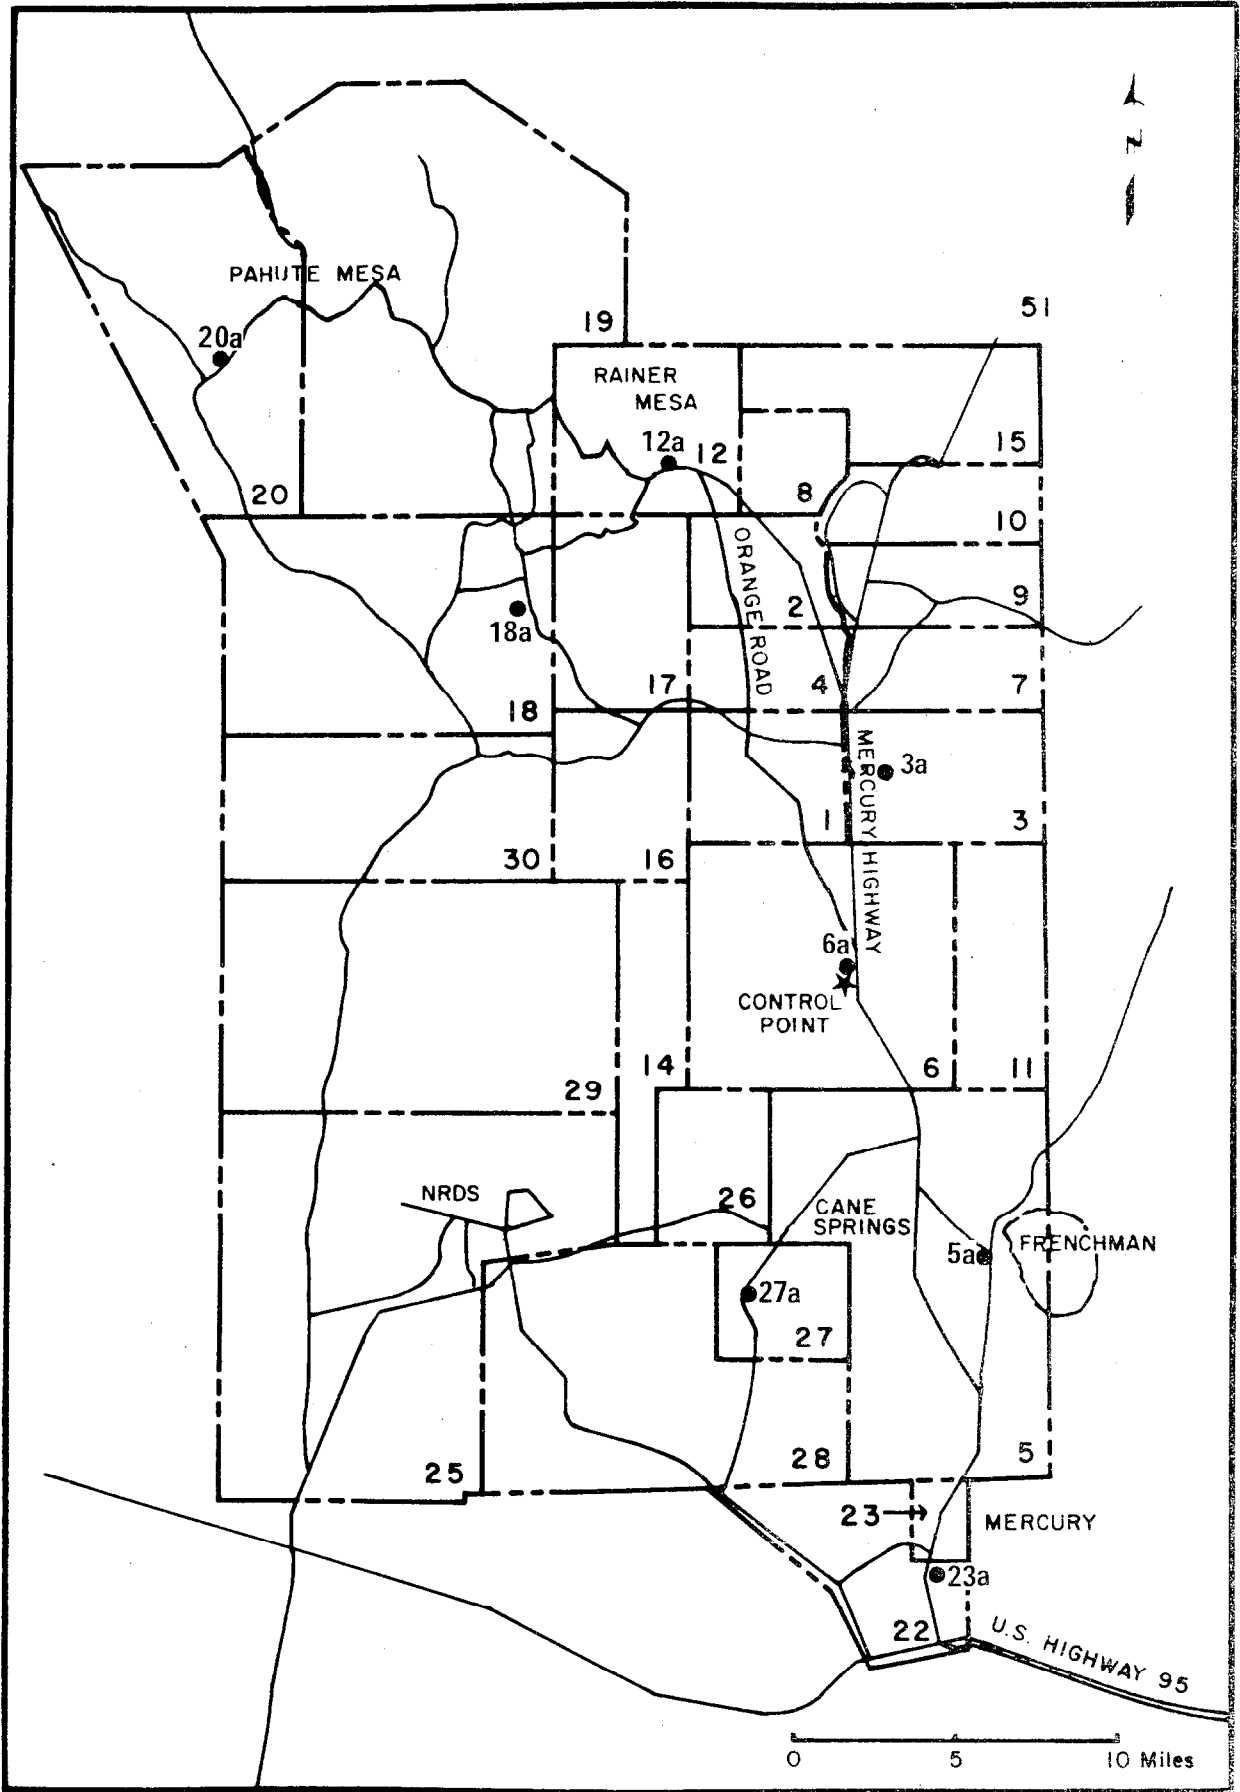 N
PAHUTE MESA
20a
19
51
RAINER
MESA
12a
12
15
20
8
10
ORANGE ROAD
2
9
18a
17
4
7
18
MERCURY HIGHWAY
3a
1
3
30
16
6a
CONTROL
POINT
14
6
11
29
NRDS
26
CANE
SPRINGS
FRENCHMAN
5a
27a
27
25
28
5
23
MERCURY
23a
22
U.S. HIGHWAY 95
0 5 10 Miles